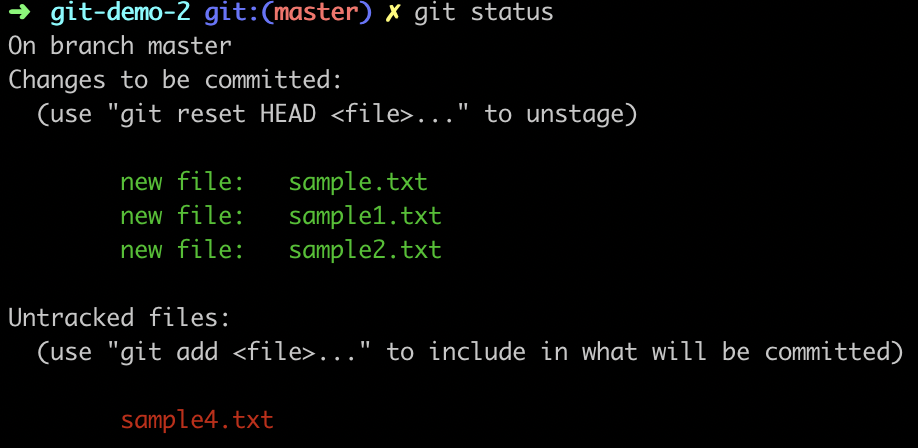 ➜ git-demo-2 git:(master) ✗ git status
On branch master
Changes to be committed:
  (use "git reset HEAD <file>..." to unstage)
        new file:   sample.txt
        new file:   sample1.txt
        new file:   sample2.txt
Untracked files:
  (use "git add <file>..." to include in what will be committed)
        sample4.txt